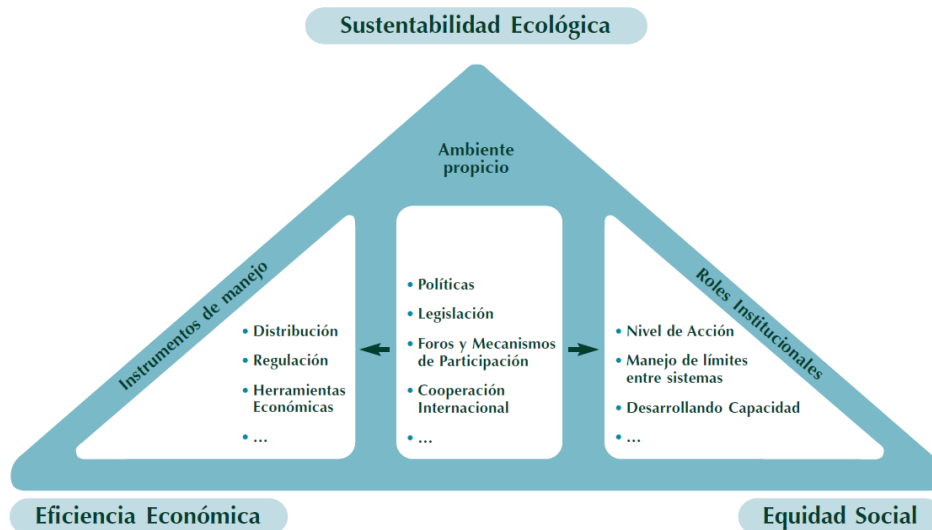 Sustentabilidad Ecológica
Ambiente
propicio
Instrumentos de manejo
• Distribución
• Regulación
• Herramientas
Económicas
• ...
• Políticas
• Legislación
• Foros y Mecanismos
de Participación
• Cooperación
Internacional
• ...
Roles Institucionales
• Nivel de Acción
• Manejo de límites
entre sistemas
• Desarrollando Capacidad
• ...
Eficiencia Económica
Equidad Social